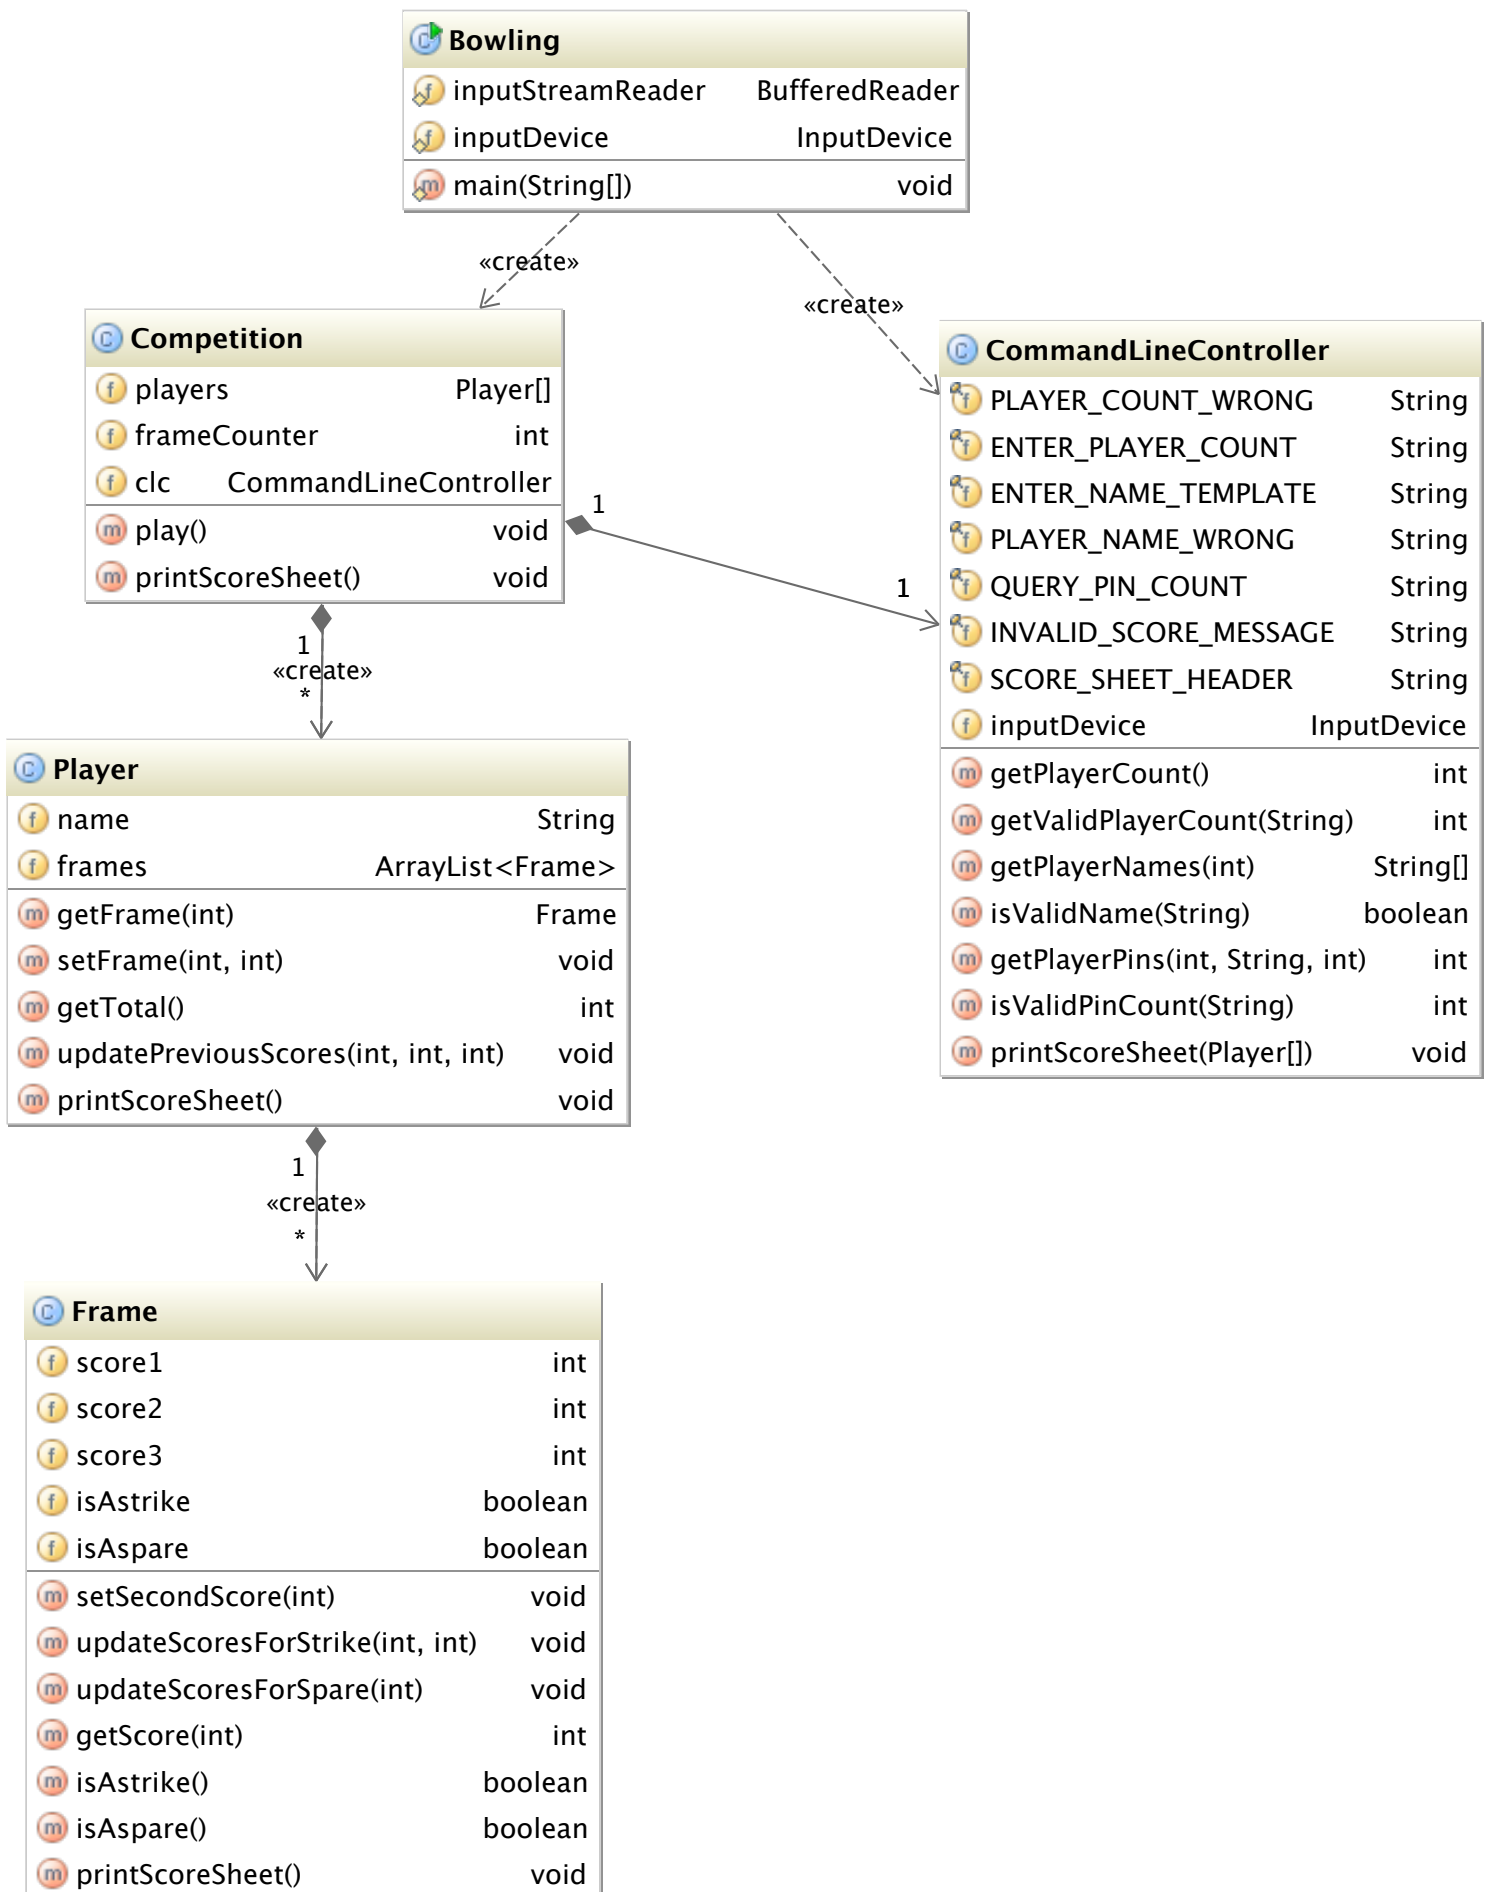 Bowling
inputStreamReader BufferedReader
inputDevice InputDevice
main(String[]) void
«create»
«create»
Competition
players Player[]
frameCounter int
clc CommandLineController
play() void
printScoreSheet() void
1
1
CommandLineController
PLAYER_COUNT_WRONG String
ENTER_PLAYER_COUNT String
ENTER_NAME_TEMPLATE String
PLAYER_NAME_WRONG String
QUERY_PIN_COUNT String
INVALID_SCORE_MESSAGE String
SCORE_SHEET_HEADER String
inputDevice InputDevice
getPlayerCount() int
getValidPlayerCount(String) int
getPlayerNames(int) String[]
isValidName(String) boolean
getPlayerPins(int, String, int) int
isValidPinCount(String) int
printScoreSheet(Player[]) void
1
«create»
*
Player
name String
frames ArrayList<Frame>
getFrame(int) Frame
setFrame(int, int) void
getTotal() int
updatePreviousScores(int, int, int) void
printScoreSheet() void
1
«create»
*
Frame
score1 int
score2 int
score3 int
isAstrike boolean
isAspare boolean
setSecondScore(int) void
updateScoresForStrike(int, int) void
updateScoresForSpare(int) void
getScore(int) int
isAstrike() boolean
isAspare() boolean
printScoreSheet() void